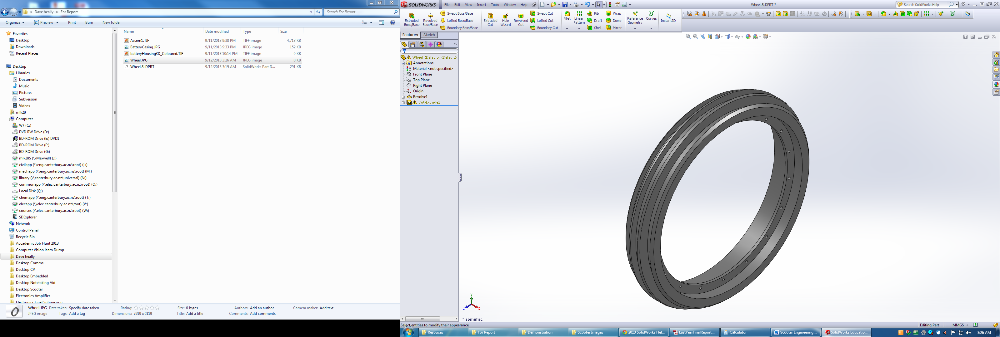 Dave heally ▸ For Report
Search For Report
Organize Preview Print Burn New folder
Name Date modified Type Size
Assem1.TIF 9/11/2013 9:38 PM TIFF image 4,713 KB
BatteryCasing.JPG 9/11/2013 9:33 PM JPEG image 152 KB
batteryHousing3D_Coloured.TIF 9/11/2013 10:14 PM TIFF image 0 KB
Wheel.JPG 9/12/2013 3:26 AM JPEG image 0 KB
Wheel.SLDPRT 9/12/2013 3:19 AM SolidWorks Part D... 291 KB
Favorites
Desktop
Downloads
Recent Places
Desktop
Libraries
Documents
Music
Pictures
Subversion
Videos
mlk28
Computer
W7 (C:)
DVD RW Drive (D:)
BD-ROM Drive (E:) DVD1
BD-ROM Drive (F:)
BD-ROM Drive (G:)
mlk28$ (\\Maxwell) (J:)
civilapp (\\eng.canterbury.ac.nz\root) (L:)
mechapp (\\eng.canterbury.ac.nz\root) (M:)
library (\\canterbury.ac.nz\universal) (N:)
commonapp (\\elec.canterbury.ac.nz\root) (O:)
Local Disk (Q:)
chemapp (\\eng.canterbury.ac.nz\root) (T:)
elecapp (\\elec.canterbury.ac.nz\root) (V:)
courses (\\elec.canterbury.ac.nz\root) (W:)
SDExplorer
Network
Control Panel
Recycle Bin
Accademic Job Hunt 2013
Computer Vision learn Dump
Dave heally
Desktop Comms
Desktop CV
Desktop Embedded
Desktop Notetaking Aid
Desktop Scooter
Electronics Amplifier
Electronics Final Submission
Wheel.JPG Date taken: Specify date taken Rating: Size: 0 bytes Authors: Add an author Camera maker: Add text
JPEG image Tags: Add a tag Dimensions: 7919 x 6119 Title: Add a title Comments: Add comments
SOLIDWORKS File Edit View Insert Tools Window Help Wheel.SLDPRT * Search SolidWorks Help
Extruded Boss/Base
Revolved Boss/Base
Swept Boss/Base
Lofted Boss/Base
Boundary Boss/Base
Extruded Cut
Hole Wizard
Revolved Cut
Swept Cut
Lofted Cut
Boundary Cut
Fillet
Linear Pattern
Rib
Draft
Shell
Wrap
Dome
Mirror
Reference Geometry
Curves
Instant3D
Features Sketch
Wheel (Default<<Default>_
Annotations
Material <not specified>
Front Plane
Top Plane
Right Plane
Origin
Revolve1
Cut-Extrude1
Y
Z X
*Isometric
Select entities to modify their appearance Editing Part MMGS
Resouces For Report Demonstration Scooter Images 2013 SolidWorks Hel... LastYearFinalReport.... Calculator Scooter Engineering ... SolidWorks Educatio... 3:26 AM